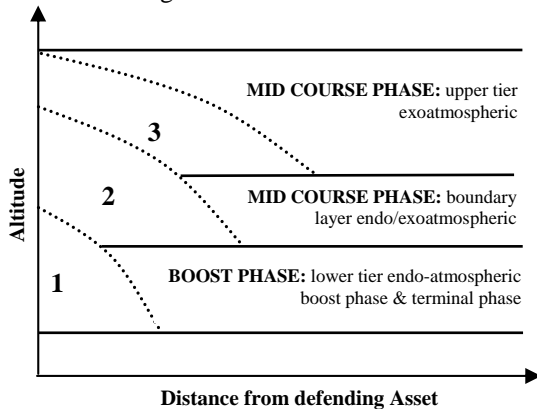 MID COURSE PHASE: upper tier
exoatmospheric
3
MID COURSE PHASE: boundary
layer endo/exoatmospheric
2
BOOST PHASE: lower tier endo-atmospheric
boost phase & terminal phase
1
Altitude
Distance from defending Asset